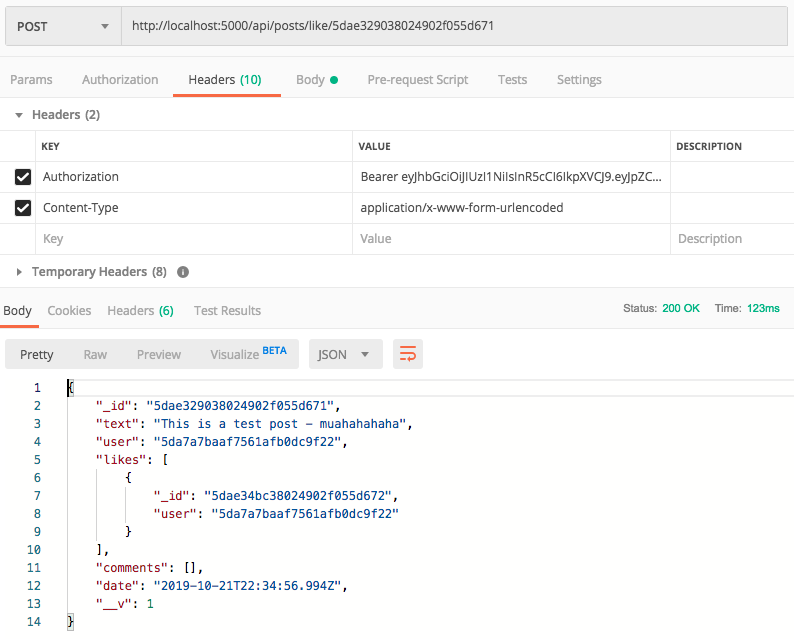 POST http://localhost:5000/api/posts/like/5dae329038024902f055d671
Params Authorization Headers (10) Body Pre-request Script Tests Settings
Headers (2)
KEY VALUE DESCRIPTION
Authorization Bearer eyJhbGciOiJIUzI1NiIsInR5cCI6IkpXVCJ9.eyJpZC...
Content-Type application/x-www-form-urlencoded
Key Value Description
Temporary Headers (8) i
Body Cookies Headers (6) Test Results Status: 200 OK Time: 123ms
Pretty Raw Preview Visualize BETA JSON
1 {
2 "_id": "5dae329038024902f055d671",
3 "text": "This is a test post - muahahahaha",
4 "user": "5da7a7baaf7561afb0dc9f22",
5 "likes": [
6 {
7 "_id": "5dae34bc38024902f055d672",
8 "user": "5da7a7baaf7561afb0dc9f22"
9 }
10 ],
11 "comments": [],
12 "date": "2019-10-21T22:34:56.994Z",
13 "__v": 1
14 }